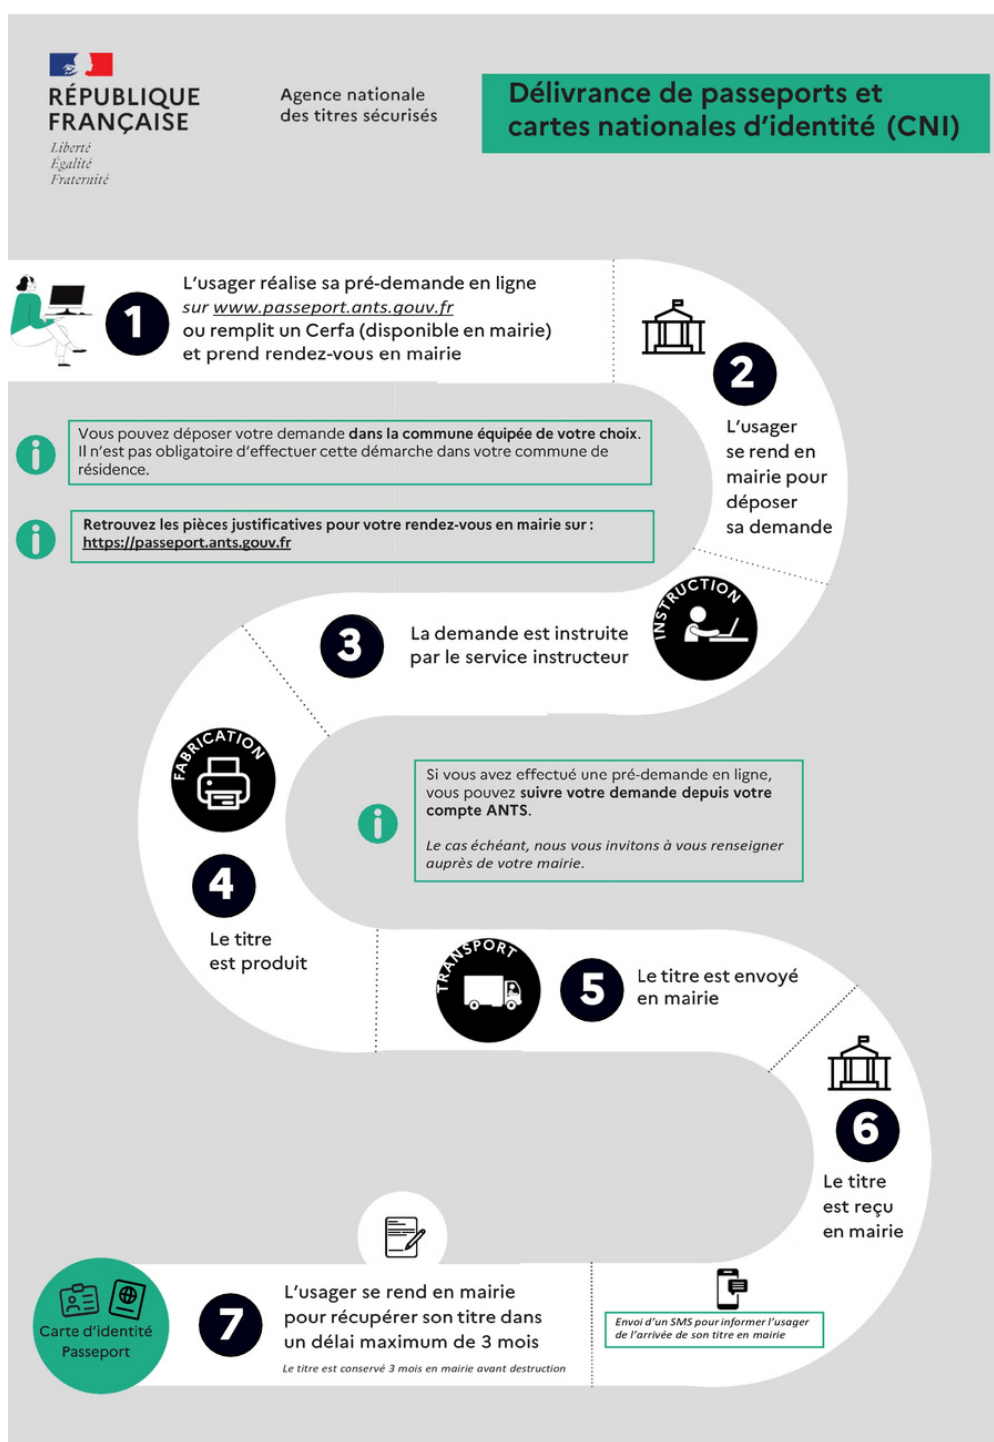 RÉPUBLIQUE
FRANÇAISE
Liberté
Égalité
Fraternité
Agence nationale
des titres sécurisés
Délivrance de passeports et
cartes nationales d'identité (CNI)
1
L'usager réalise sa pré-demande en ligne
sur www.passeport.ants.gouv.fr
ou remplit un Cerfa (disponible en mairie)
et prend rendez-vous en mairie
2
L'usager
se rend en
mairie pour
déposer
sa demande
i
Vous pouvez déposer votre demande dans la commune équipée de votre choix.
Il n'est pas obligatoire d'effectuer cette démarche dans votre commune de
résidence.
i
Retrouvez les pièces justificatives pour votre rendez-vous en mairie sur :
https://passeport.ants.gouv.fr
INSTRUCTION
3
La demande est instruite
par le service instructeur
FABRICATION
4
Le titre
est produit
i
Si vous avez effectué une pré-demande en ligne,
vous pouvez suivre votre demande depuis votre
compte ANTS.
Le cas échéant, nous vous invitons à vous renseigner
auprès de votre mairie.
TRANSPORT
5
Le titre est envoyé
en mairie
6
Le titre
est reçu
en mairie
Envoi d'un SMS pour informer l'usager
de l'arrivée de son titre en mairie
7
L'usager se rend en mairie
pour récupérer son titre dans
un délai maximum de 3 mois
Le titre est conservé 3 mois en mairie avant destruction
Carte d'identité
Passeport